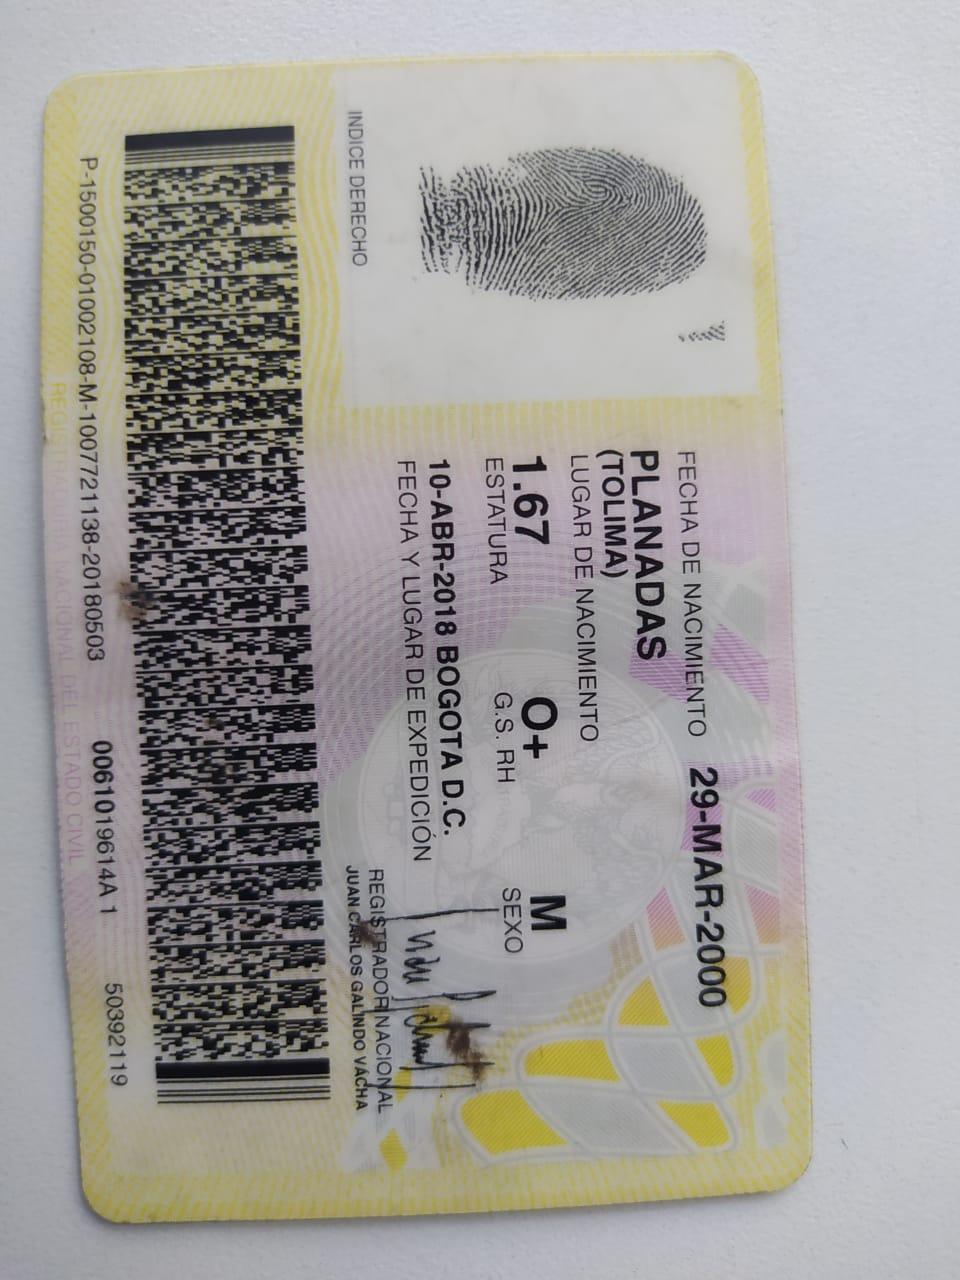 FECHA DE NACIMIENTO 29-MAR-2000
PLANADAS
(TOLIMA)
LUGAR DE NACIMIENTO
1.67 O+ M
ESTATURA G.S. RH SEXO
10-ABR-2018 BOGOTA D.C.
FECHA Y LUGAR DE EXPEDICIÓN
INDICE DERECHO
REGISTRADOR NACIONAL
JUAN CARLOS GALINDO VÁCHA
P-1500150-01002108-M-1007721138-20180503 0061019614A 1 50392119
REGISTRADURIA NACIONAL DEL ESTADO CIVIL